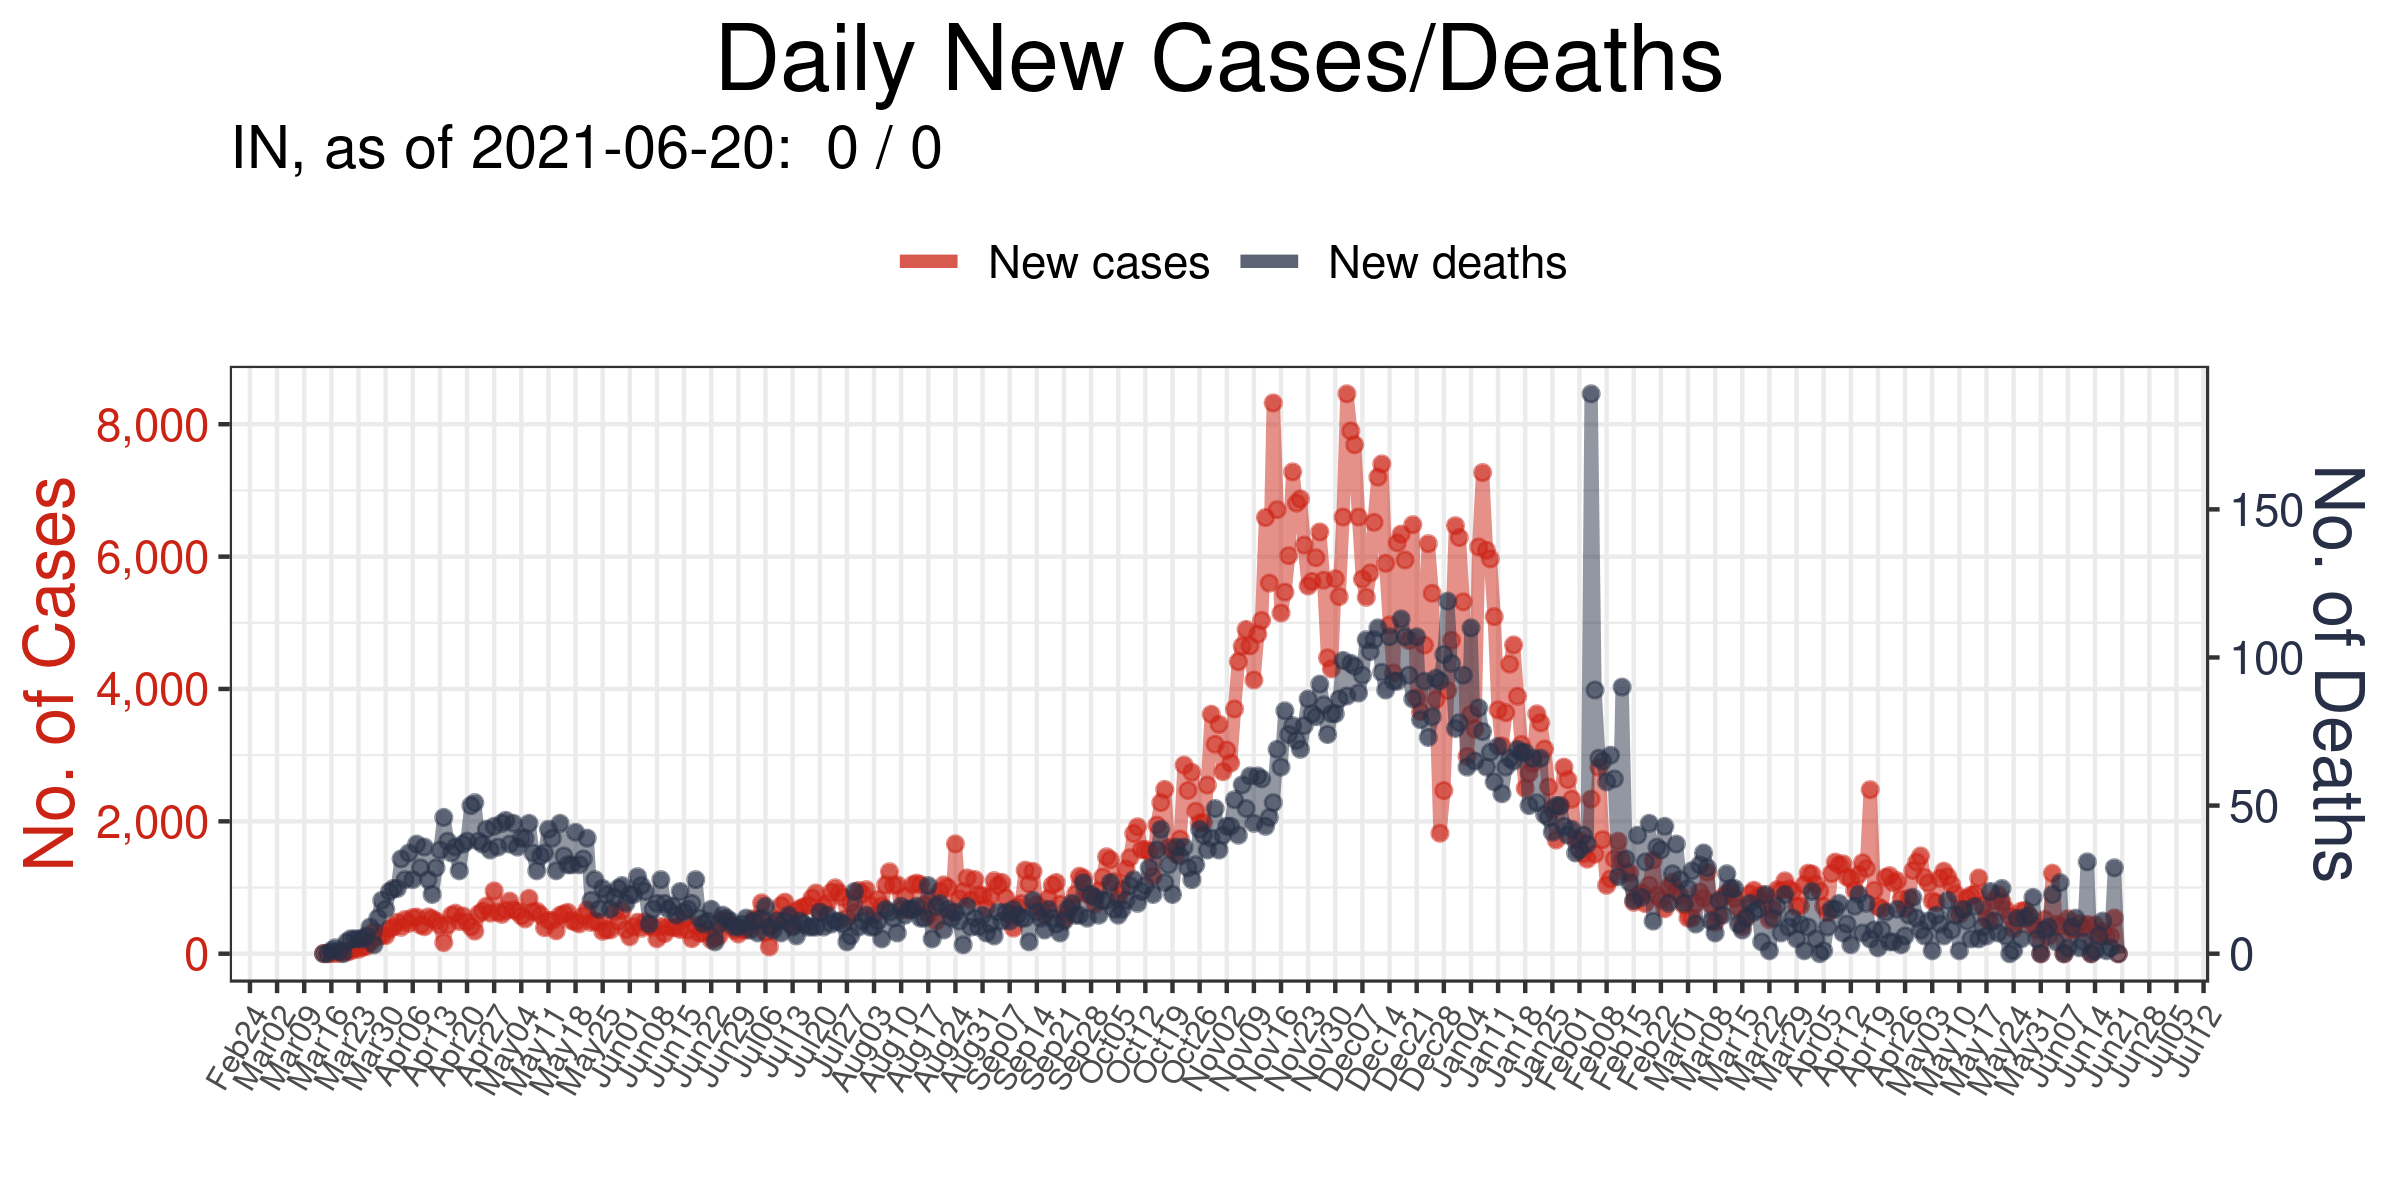 Daily New Cases/Deaths
IN, as of 2021-06-20:  0 / 0
New cases
New deaths
No. of Cases
8,000
6,000
4,000
2,000
0
150
100
50
0
No. of Deaths
Feb24
Mar02
Mar09
Mar16
Mar23
Mar30
Apr06
Apr13
Apr20
Apr27
May04
May11
May18
May25
Jun01
Jun08
Jun15
Jun22
Jun29
Jul06
Jul13
Jul20
Jul27
Aug03
Aug10
Aug17
Aug24
Aug31
Sep07
Sep14
Sep21
Sep28
Oct05
Oct12
Oct19
Oct26
Nov02
Nov09
Nov16
Nov23
Nov30
Dec07
Dec14
Dec21
Dec28
Jan04
Jan11
Jan18
Jan25
Feb01
Feb08
Feb15
Feb22
Mar01
Mar08
Mar15
Mar22
Mar29
Apr05
Apr12
Apr19
Apr26
May03
May10
May17
May24
May31
Jun07
Jun14
Jun21
Jun28
Jul05
Jul12